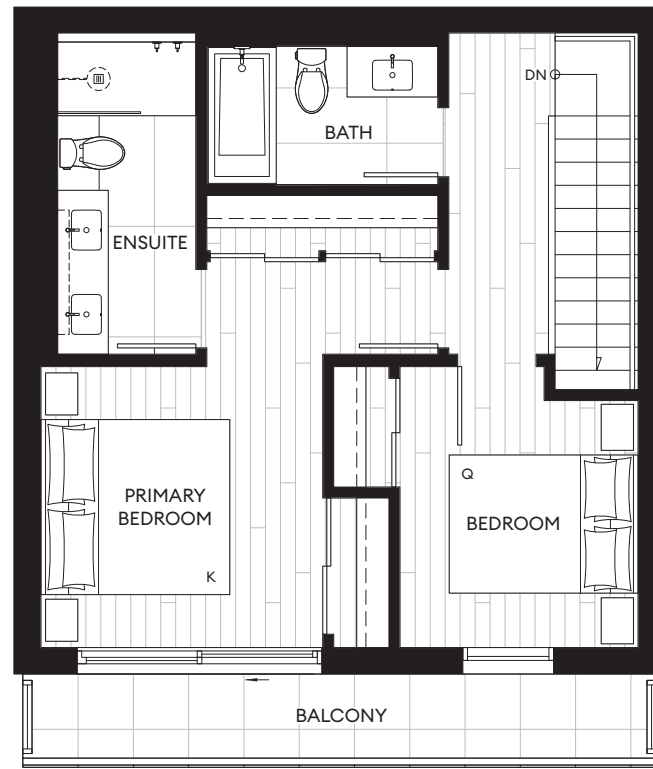 DN
BATH
ENSUITE
PRIMARY
BEDROOM
K
Q
BEDROOM
BALCONY